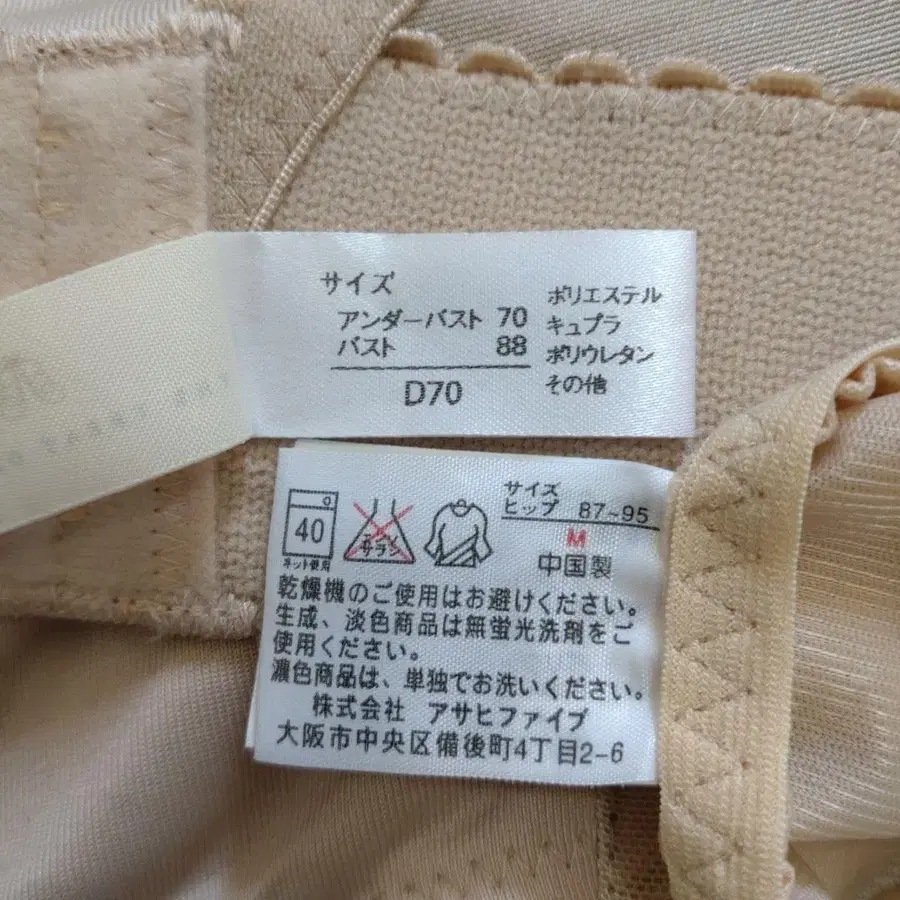 サイズ
アンダーバスト 70
バスト 88
D70
ポリエステル
キュプラ
ポリウレタン
その他
40
ネット使用
エンソ
サラシ
サイズ
ヒップ 87~95
M
中国製
乾燥機のご使用はお避けください。
生成、淡色商品は無蛍光洗剤をご
使用ください。
濃色商品は、単独でお洗いください。
株式会社 アサヒファイブ
大阪市中央区備後町4丁目2-6